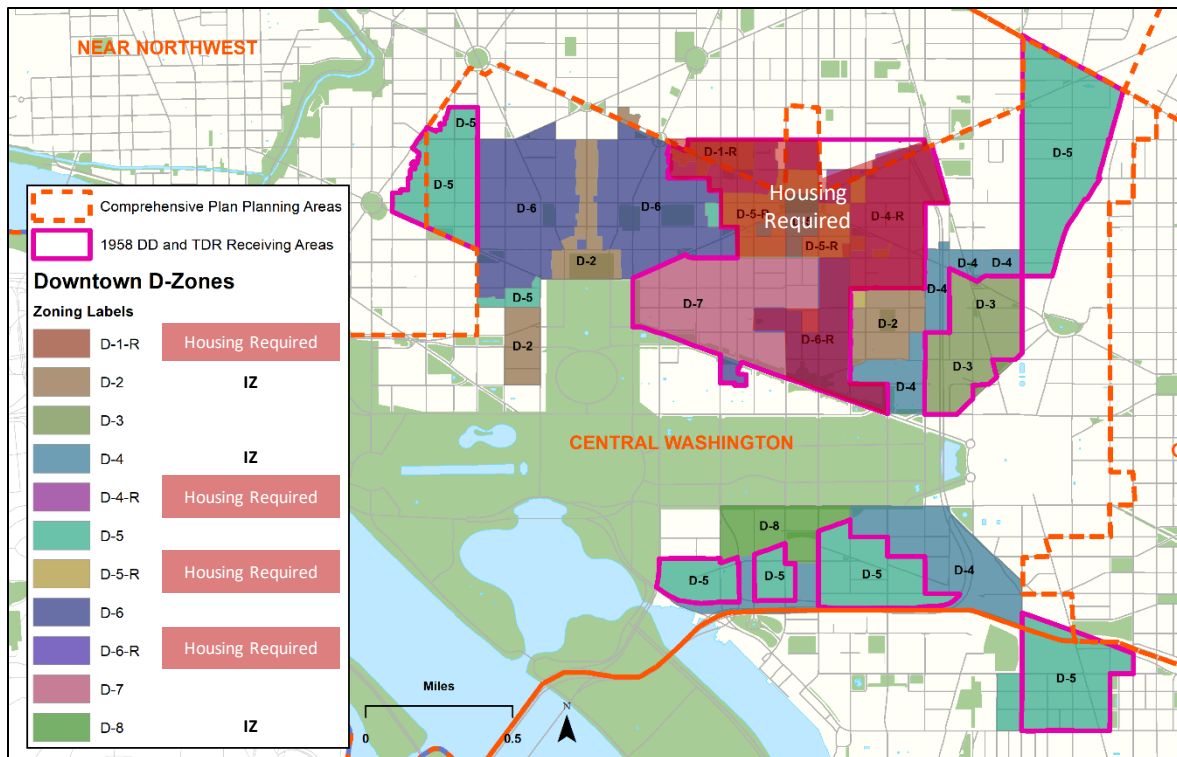 NEAR NORTHWEST
Comprehensive Plan Planning Areas
1958 DD and TDR Receiving Areas
Downtown D-Zones
Zoning Labels
D-1-R Housing Required
D-2 IZ
D-3
D-4 IZ
D-4-R Housing Required
D-5
D-5-R Housing Required
D-6
D-6-R Housing Required
D-7
D-8 IZ
D-5
D-5
D-6
D-6
D-2
D-5
D-2
D-1-R
Housing
Required
D-5-R
D-4-R
D-5-R
D-7
D-6-R
D-2
D-4
D-4
D-4
D-4
D-3
D-3
D-5
CENTRAL WASHINGTON
D-8
D-5
D-5
D-5
D-4
D-5
Miles
0 0.5
N